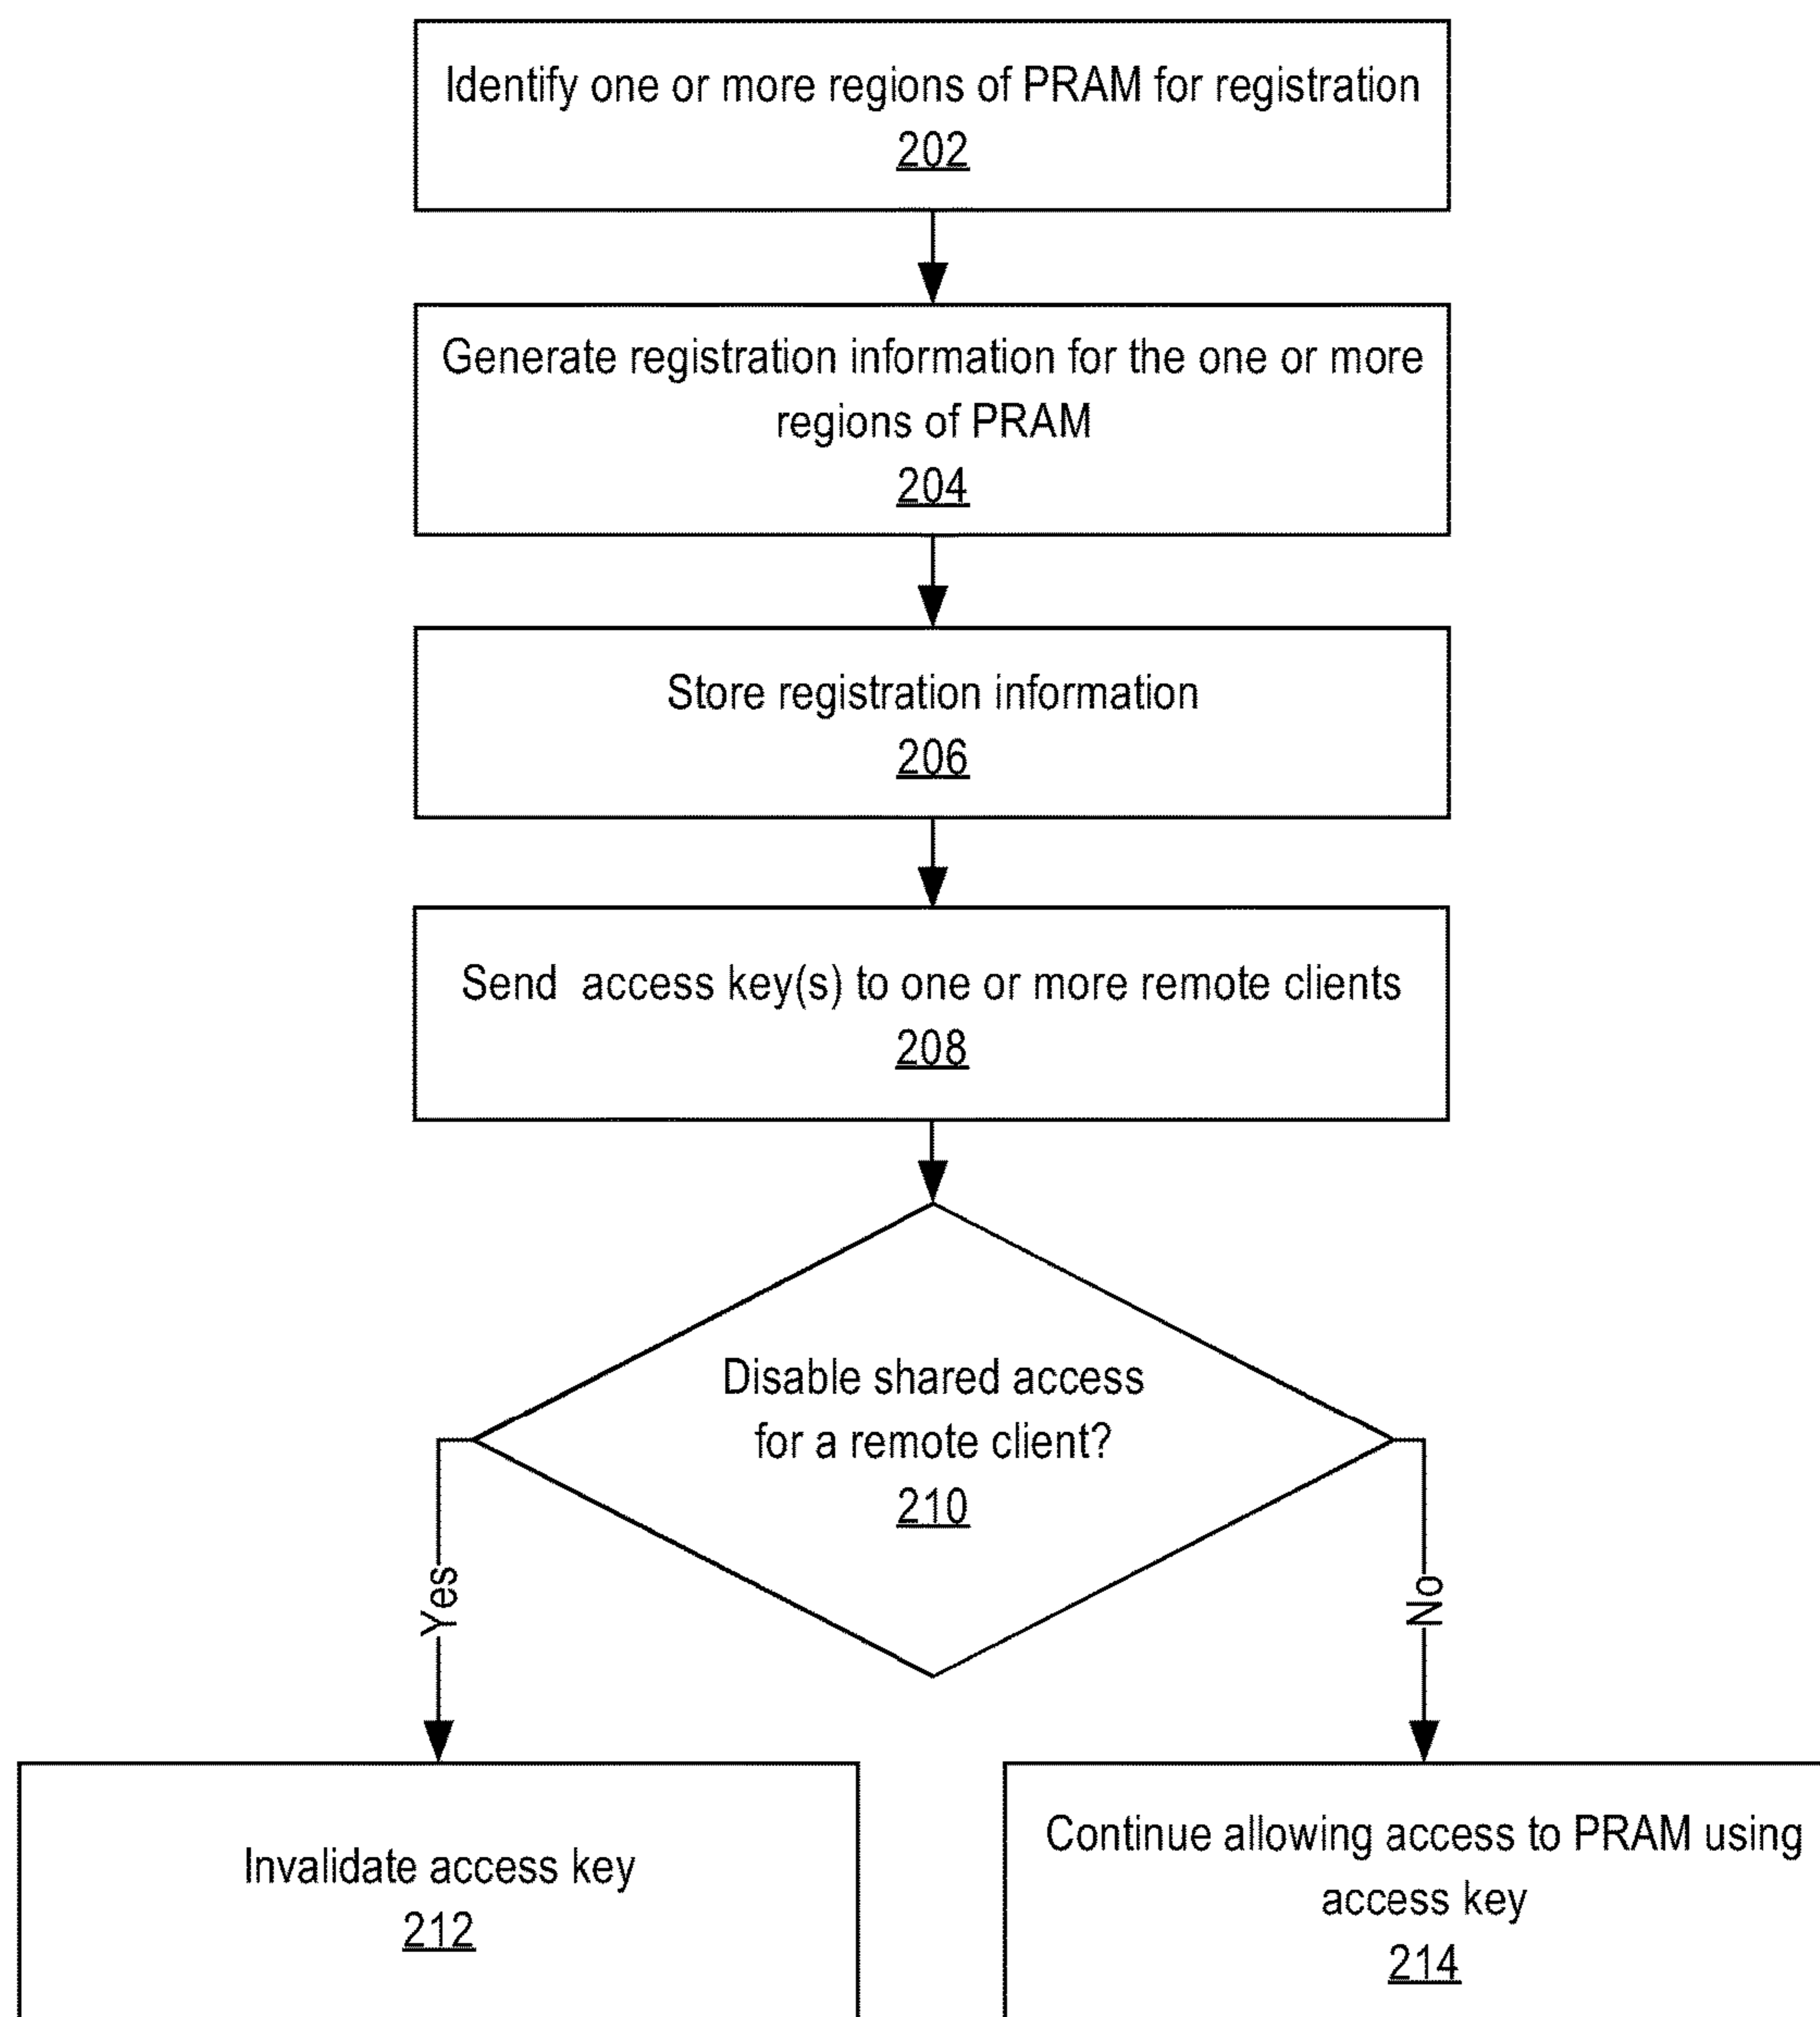 Identify one or more regions of PRAM for registration
202
Generate registration information for the one or more
regions of PRAM
204
Store registration information
206
Send access key(s) to one or more remote clients
208
Disable shared access
for a remote client?
210
Yes
No
Invalidate access key
212
Continue allowing access to PRAM using
access key
214